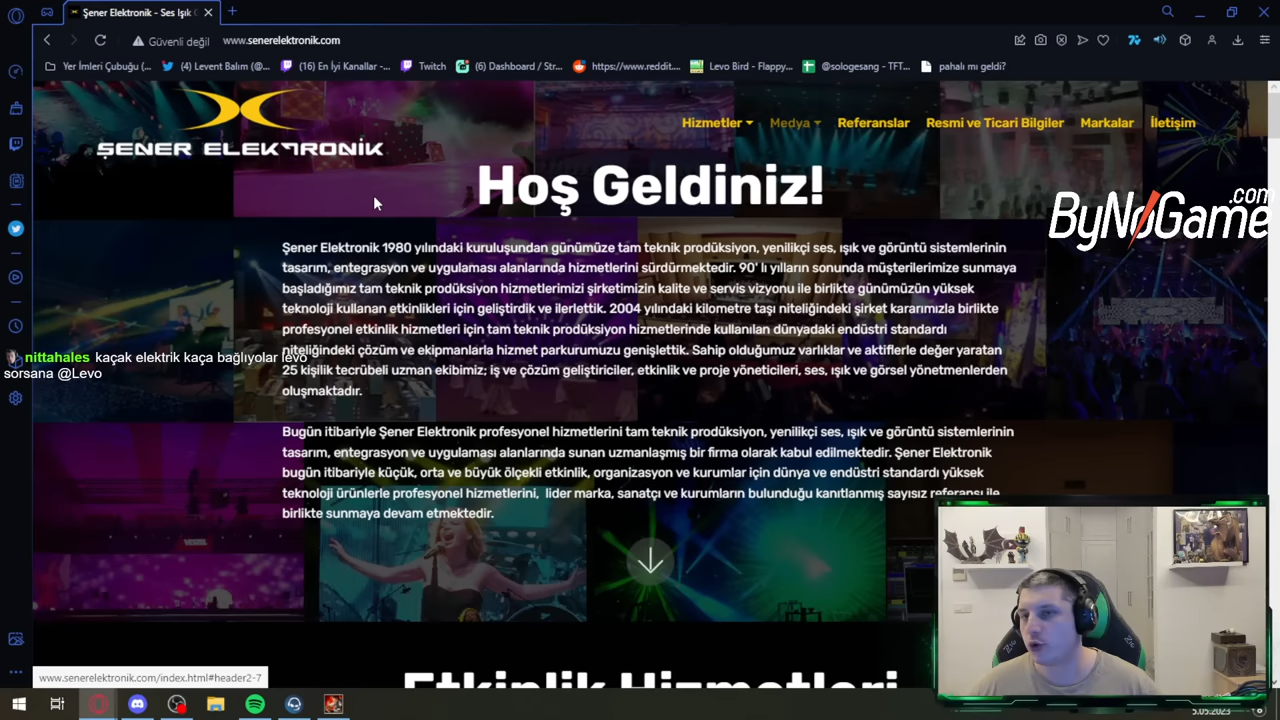 Şener Elektronik - Ses Işık
Güvenli değil
www.senerelektronik.com
Yer İmleri Çubuğu (...
(4) Levent Balım (@...
(16) En İyi Kanallar -...
Twitch
(6) Dashboard / Str...
https://www.reddit....
Levo Bird - Flappy...
@sologesang - TFT...
pahalı mı geldi?
ŞENER ELEKTRONİK
Hizmetler
Medya
Referanslar
Resmi ve Ticari Bilgiler
Markalar
İletişim
Hoş Geldiniz!
ByNoGame.com
Şener Elektronik 1980 yılındaki kuruluşundan günümüze tam teknik prodüksiyon, yenilikçi ses, ışık ve görüntü sistemlerinin
tasarım, entegrasyon ve uygulaması alanlarında hizmetlerini sürdürmektedir. 90' lı yılların sonunda müşterilerimize sunmaya
başladığımız tam teknik prodüksiyon hizmetlerimizi şirketimizin kalite ve servis vizyonu ile birlikte günümüzün yüksek
teknoloji kullanan etkinlikleri için geliştirdik ve ilerlettik. 2004 yılındaki kilometre taşı niteliğindeki şirket kararımızla birlikte
profesyonel etkinlik hizmetleri için tam teknik prodüksiyon hizmetlerinde kullanılan dünyadaki endüstri standardı
niteliğindeki çözüm ve ekipmanlarla hizmet parkurumuzu genişlettik. Sahip olduğumuz varlıklar ve aktiflerle değer yaratan
25 kişilik tecrübeli uzman ekibimiz; iş ve çözüm geliştiriciler, etkinlik ve proje yöneticileri, ses, ışık ve görsel yönetmenlerden
oluşmaktadır.
nittahales kaçak elektrik kaça bağlıyolar levo
sorsana @Levo
Bugün itibariyle Şener Elektronik profesyonel hizmetlerini tam teknik prodüksiyon, yenilikçi ses, ışık ve görüntü sistemlerinin
tasarım, entegrasyon ve uygulaması alanlarında sunan uzmanlaşmış bir firma olarak kabul edilmektedir. Şener Elektronik
bugün itibariyle küçük, orta ve büyük ölçekli etkinlik, organizasyon ve kurumlar için dünya ve endüstri standardı yüksek
teknoloji ürünlerle profesyonel hizmetlerini, lider marka, sanatçı ve kurumların bulunduğu kanıtlanmış sayısız referansı ile
birlikte sunmaya devam etmektedir.
Etkinlik Hizmetleri
www.senerelektronik.com/index.html#header2-7
5.05.2023